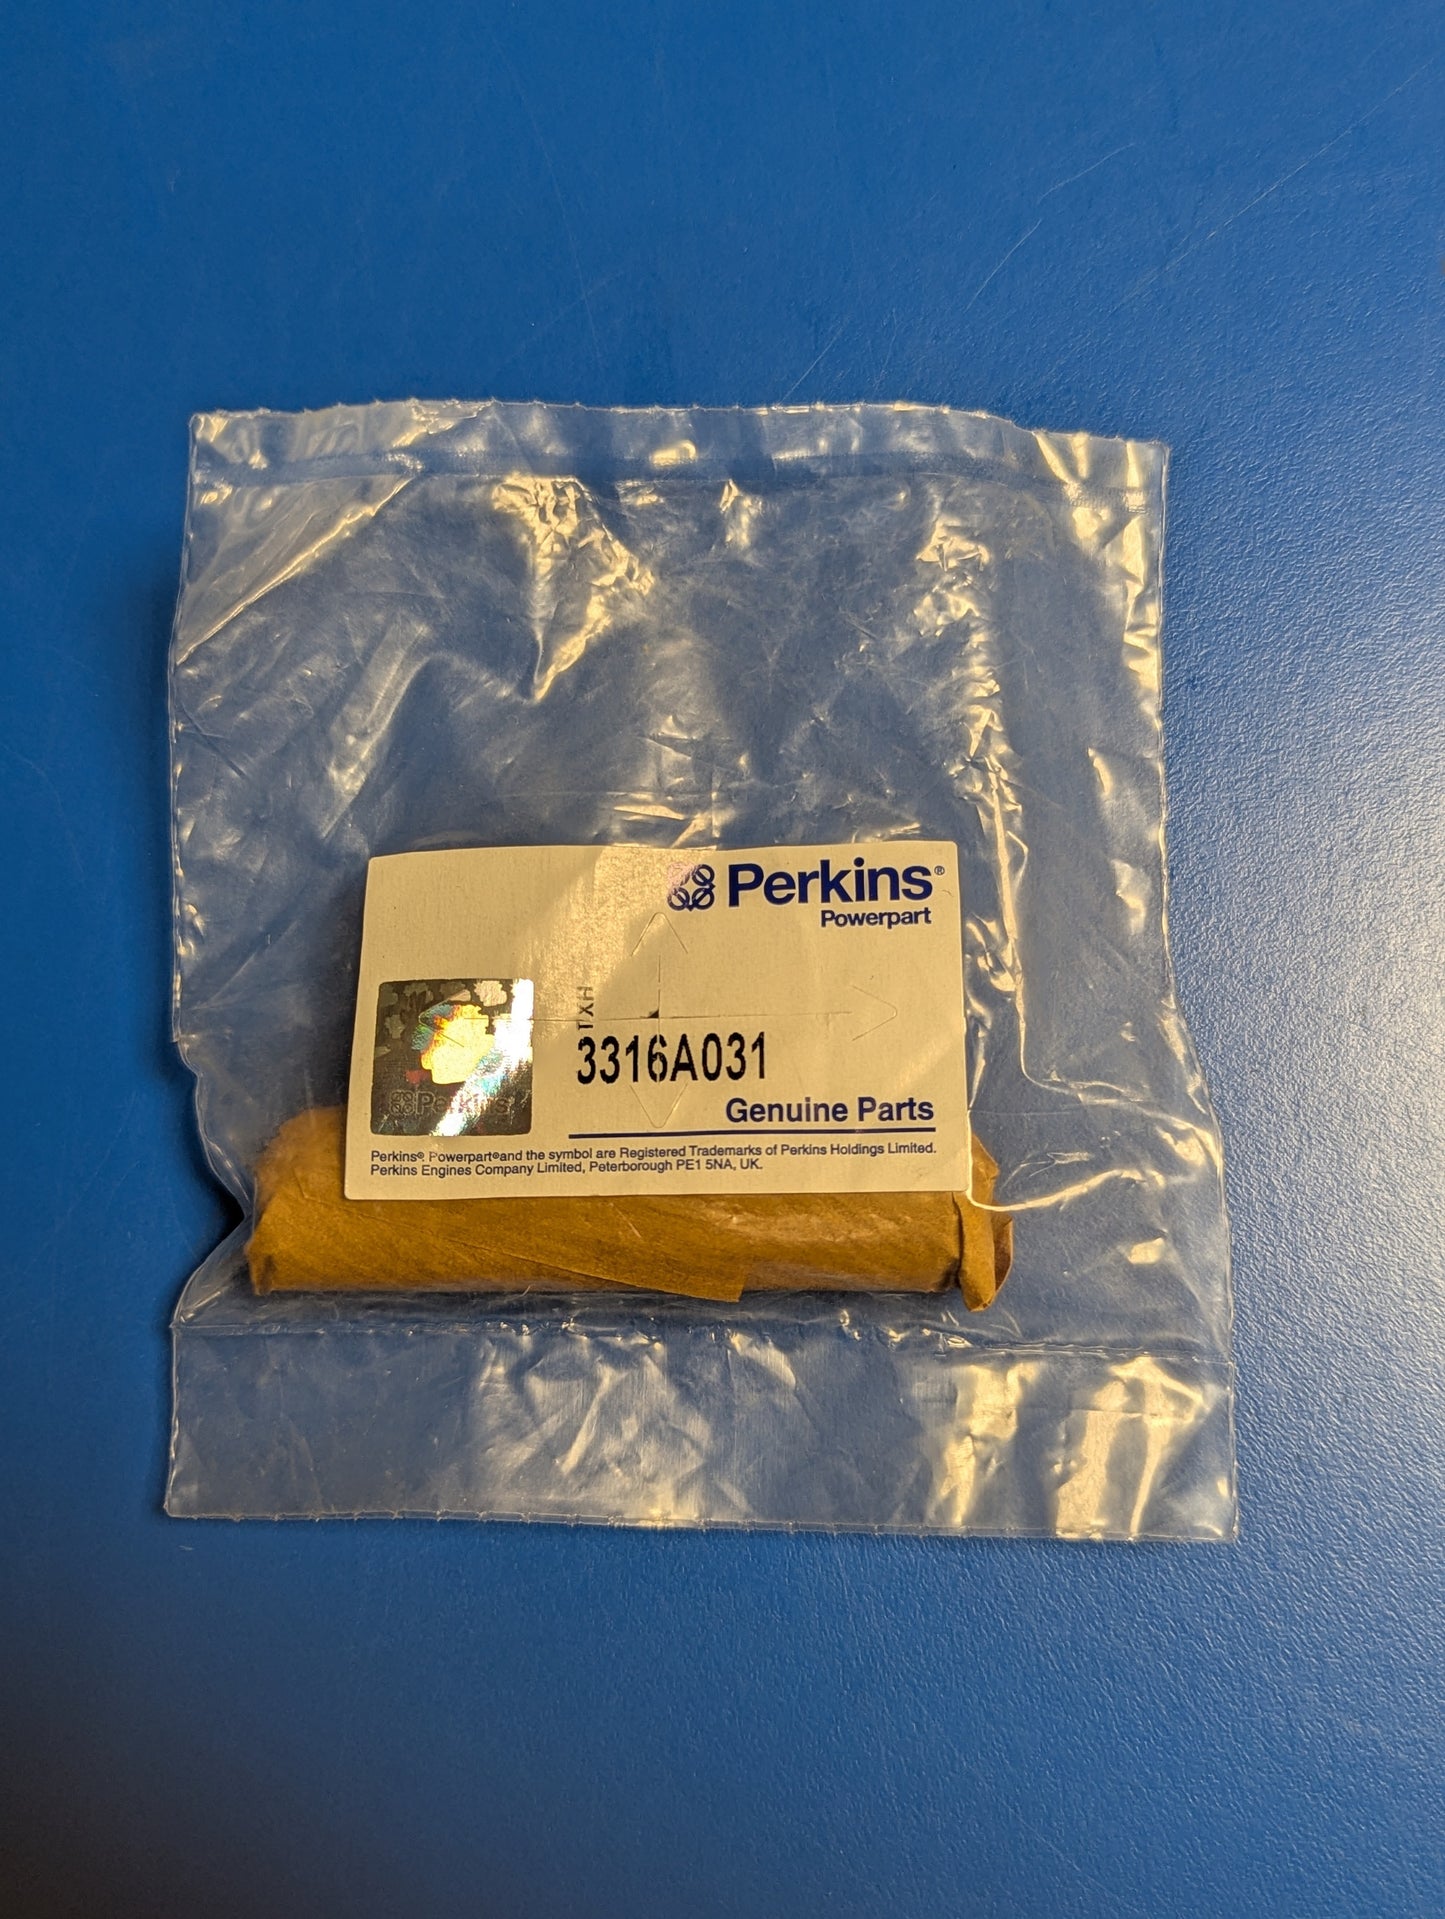 Perkins®
Powerpart
TXH
3316A031
Perkins
Genuine Parts
Perkins® Powerpart®and the symbol are Registered Trademarks of Perkins Holdings Limited.
Perkins Engines Company Limited, Peterborough PE1 5NA, UK.